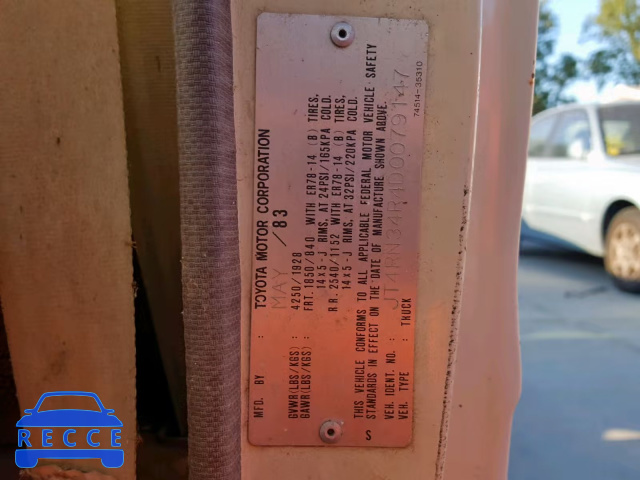 MFD. BY : TOYOTA MOTOR CORPORATION
MAY / 83
GVWR(LBS/KGS) : 4250/1928
GAWR(LBS/KGS) : FRT. 1850/840 WITH ER78-14 (B) TIRES,
14x5-J RIMS, AT 24PSI/165KPA COLD.
RR. 2540/1152 WITH ER78-14 (B) TIRES,
14x5-J RIMS, AT 32PSI/220KPA COLD.
THIS VEHICLE CONFORMS TO ALL APPLICABLE FEDERAL MOTOR VEHICLE SAFETY
STANDARDS IN EFFECT ON THE DATE OF MANUFACTURE SHOWN ABOVE.
VEH. IDENT. NO. : JT4RN34R4D0079147
VEH. TYPE : TRUCK
S 74514-35310
RECCE